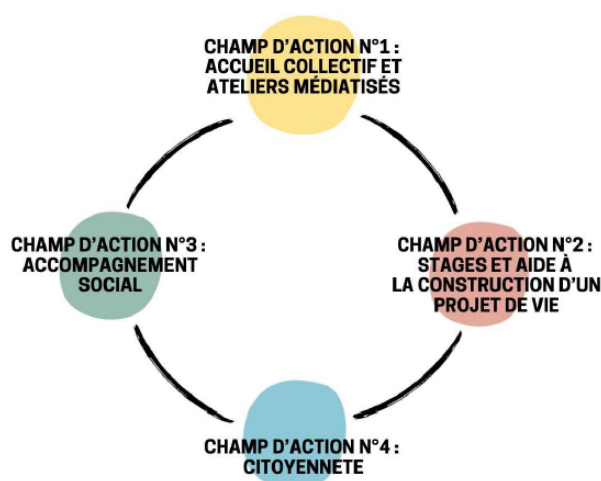 CHAMP D'ACTION N°1 :
ACCUEIL COLLECTIF ET
ATELIERS MÉDIATISÉS
CHAMP D'ACTION N°3 :
ACCOMPAGNEMENT
SOCIAL
CHAMP D'ACTION N°2 :
STAGES ET AIDE À
LA CONSTRUCTION D'UN
PROJET DE VIE
CHAMP D'ACTION N°4 :
CITOYENNETE